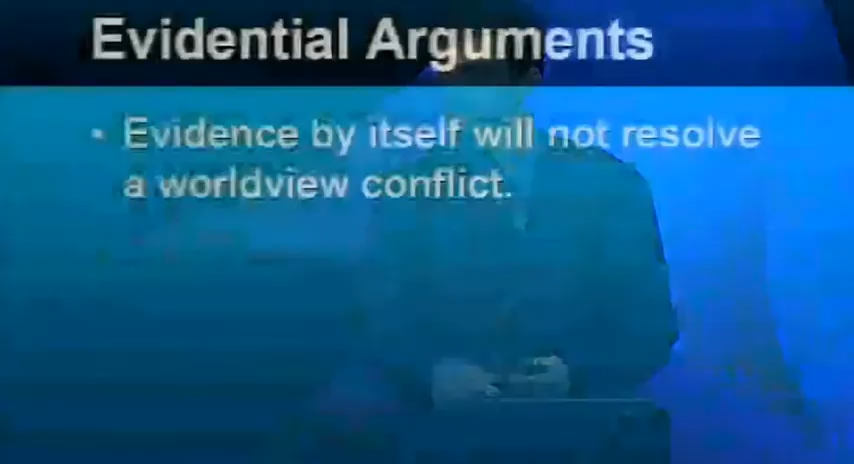 Evidential Arguments
• Evidence by itself will not resolve
a worldview conflict.